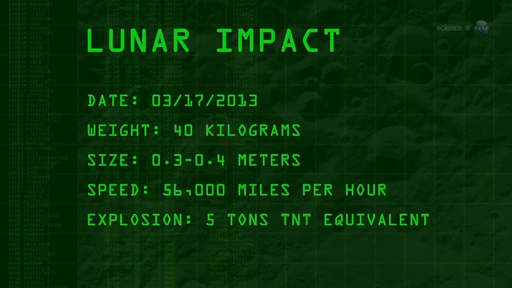 LUNAR IMPACT
science @
DATE: 03/17/2013
WEIGHT: 40 KILOGRAMS
SIZE: 0.3-0.4 METERS
SPEED: 56,000 MILES PER HOUR
EXPLOSION: 5 TONS TNT EQUIVALENT